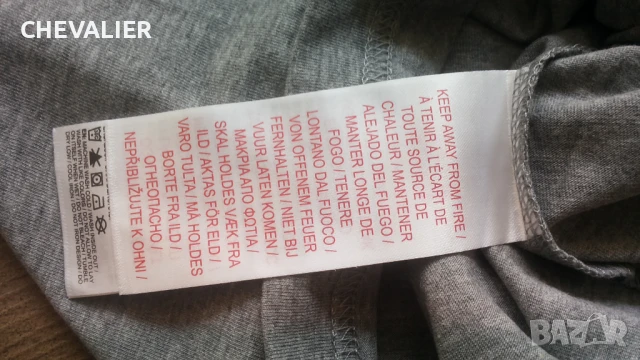 CHEVALIER
KEEP AWAY FROM FIRE /
À TENIR À L'ÉCART DE
TOUTE SOURCE DE
CHALEUR / MANTENER
ALEJADO DEL FUEGO /
MANTER LONGE DE
FOGO / TENERE
LONTANO DAL FUOCO /
VON OFFENEM FEUER
FERNHALTEN / NIET BIJ
VUUR LATEN KOMEN /
ΜΑΚΡΙΑ ΑΠΟ ΦΩΤΙΑ /
SKAL HOLDES VÆK FRA
ILD / AKTAS FÖR ELD /
VARO TULTA / MÅ HOLDES
BORTE FRA ILD /
ОГНЕОПАСНО /
NEPŘIBLIŽUJTE K OHNI /
BAZAR